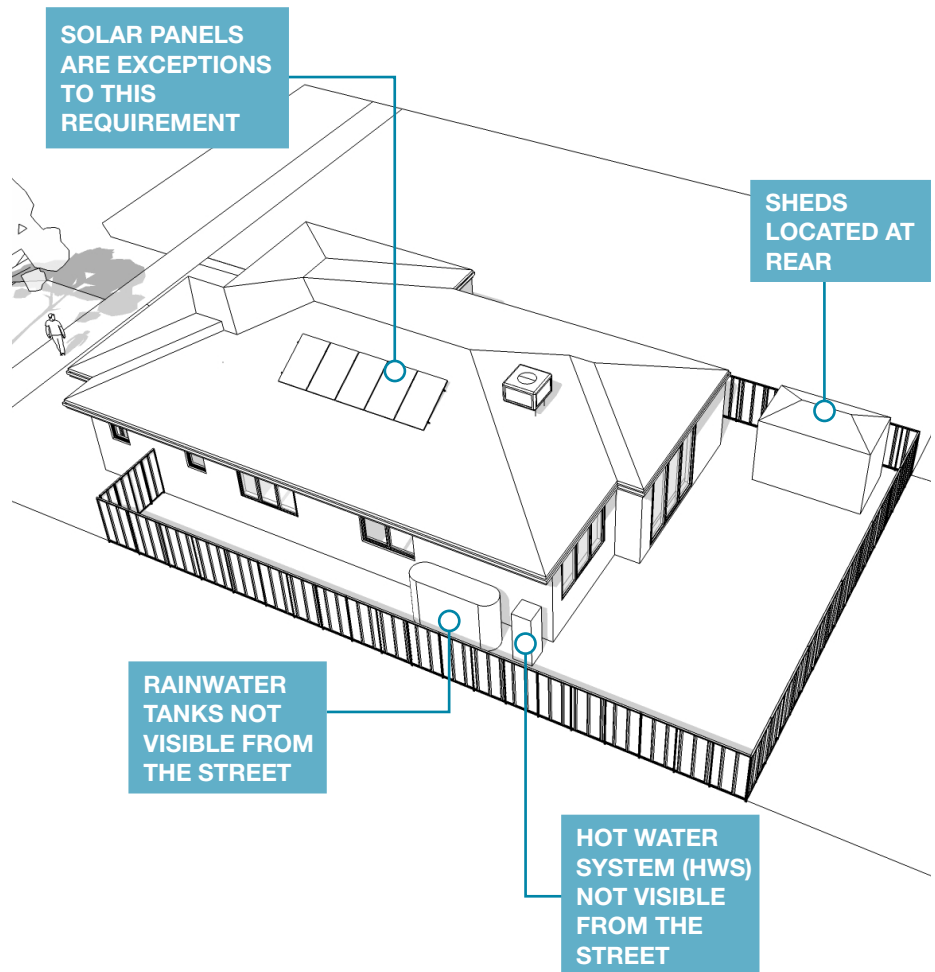 SOLAR PANELS
ARE EXCEPTIONS
TO THIS
REQUIREMENT
SHEDS
LOCATED AT
REAR
RAINWATER
TANKS NOT
VISIBLE FROM
THE STREET
HOT WATER
SYSTEM (HWS)
NOT VISIBLE
FROM THE
STREET